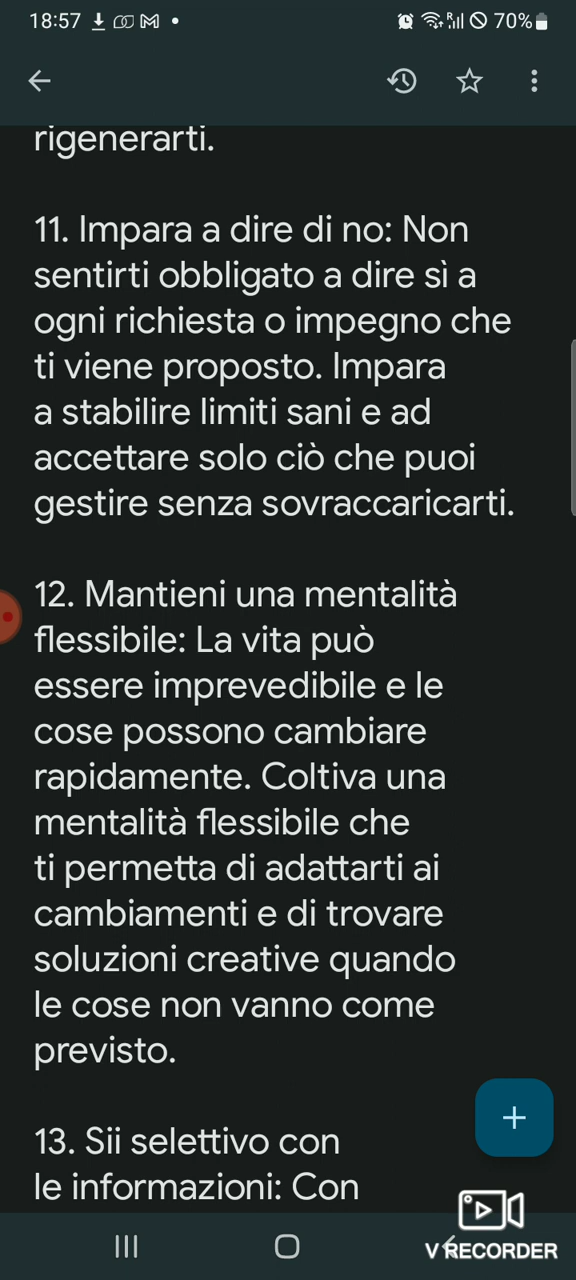 18:57
70%
rigenerarti.
11. Impara a dire di no: Non
sentirti obbligato a dire sì a
ogni richiesta o impegno che
ti viene proposto. Impara
a stabilire limiti sani e ad
accettare solo ciò che puoi
gestire senza sovraccaricarti.
12. Mantieni una mentalità
flessibile: La vita può
essere imprevedibile e le
cose possono cambiare
rapidamente. Coltiva una
mentalità flessibile che
ti permetta di adattarti ai
cambiamenti e di trovare
soluzioni creative quando
le cose non vanno come
previsto.
13. Sii selettivo con
le informazioni: Con
V RECORDER